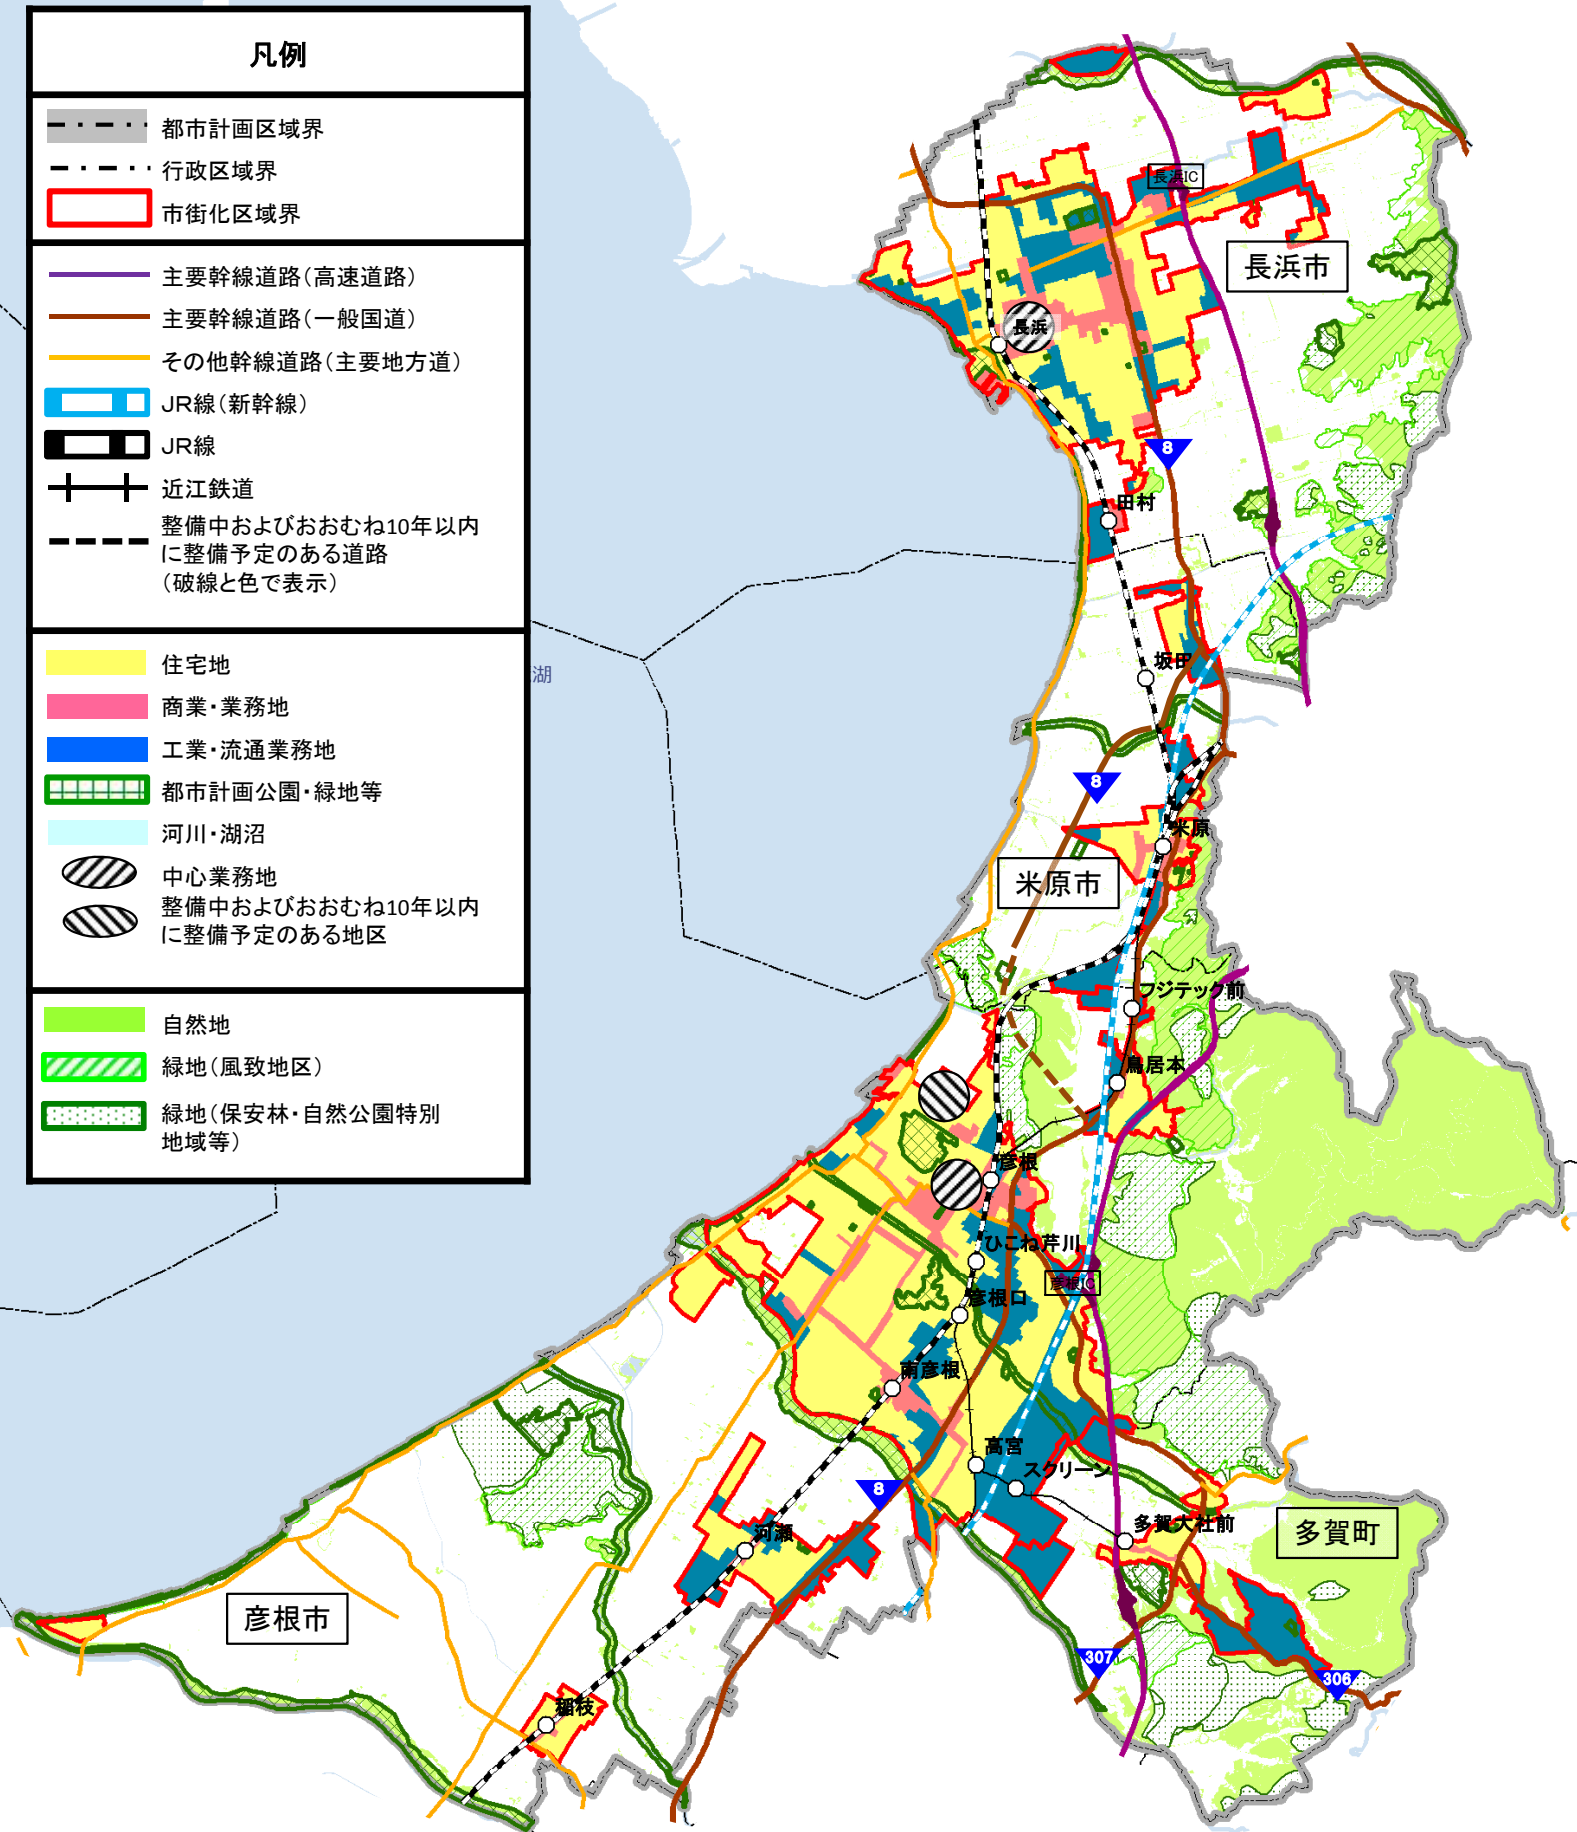 凡例
都市計画区域界
行政区域界
市街化区域界
主要幹線道路(高速道路)
主要幹線道路(一般国道)
その他幹線道路(主要地方道)
JR線(新幹線)
JR線
近江鉄道
整備中およびおおむね10年以内
に整備予定のある道路
(破線と色で表示)
住宅地
商業・業務地
工業・流通業務地
都市計画公園・緑地等
河川・湖沼
中心業務地
整備中およびおおむね10年以内
に整備予定のある地区
自然地
緑地(風致地区)
緑地(保安林・自然公園特別
地域等)
湖
長浜IC
長浜市
長浜
8
田村
坂田
8
米原
米原市
フジテック前
鳥居本
彦根
ひこね芹川
彦根IC
彦根口
南彦根
高宮
スクリーン
8
多賀大社前
多賀町
河瀬
彦根市
307
306
稲枝